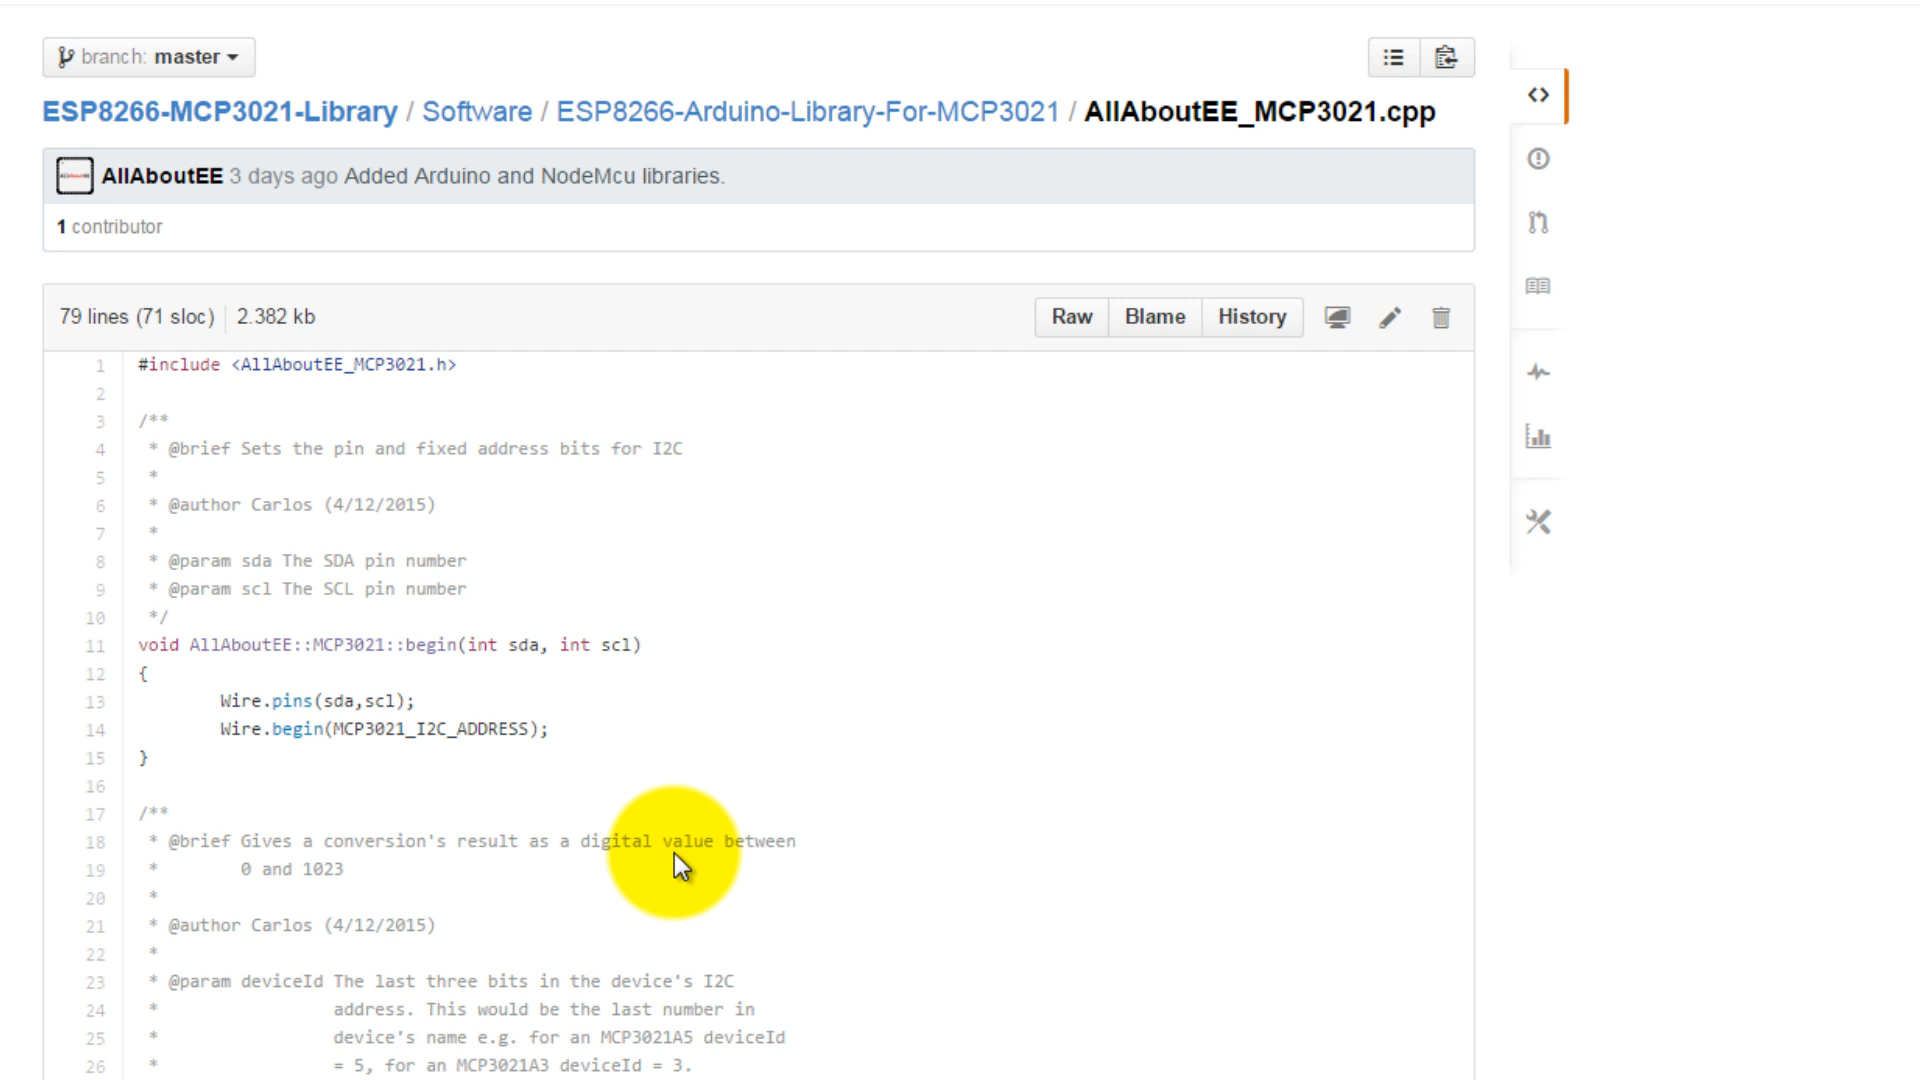 branch: master
ESP8266-MCP3021-Library / Software / ESP8266-Arduino-Library-For-MCP3021 / AllAboutEE_MCP3021.cpp
AllAboutEE 3 days ago Added Arduino and NodeMcu libraries.
1 contributor
79 lines (71 sloc) 2.382 kb Raw Blame History
1 #include <AllAboutEE_MCP3021.h>
2
3 /**
4 * @brief Sets the pin and fixed address bits for I2C
5 *
6 * @author Carlos (4/12/2015)
7 *
8 * @param sda The SDA pin number
9 * @param scl The SCL pin number
10 */
11 void AllAboutEE::MCP3021::begin(int sda, int scl)
12 {
13 Wire.pins(sda,scl);
14 Wire.begin(MCP3021_I2C_ADDRESS);
15 }
16
17 /**
18 * @brief Gives a conversion's result as a digital value between
19 * 0 and 1023
20 *
21 * @author Carlos (4/12/2015)
22 *
23 * @param deviceId The last three bits in the device's I2C
24 * address. This would be the last number in
25 * device's name e.g. for an MCP3021A5 deviceId
26 * = 5, for an MCP3021A3 deviceId = 3.